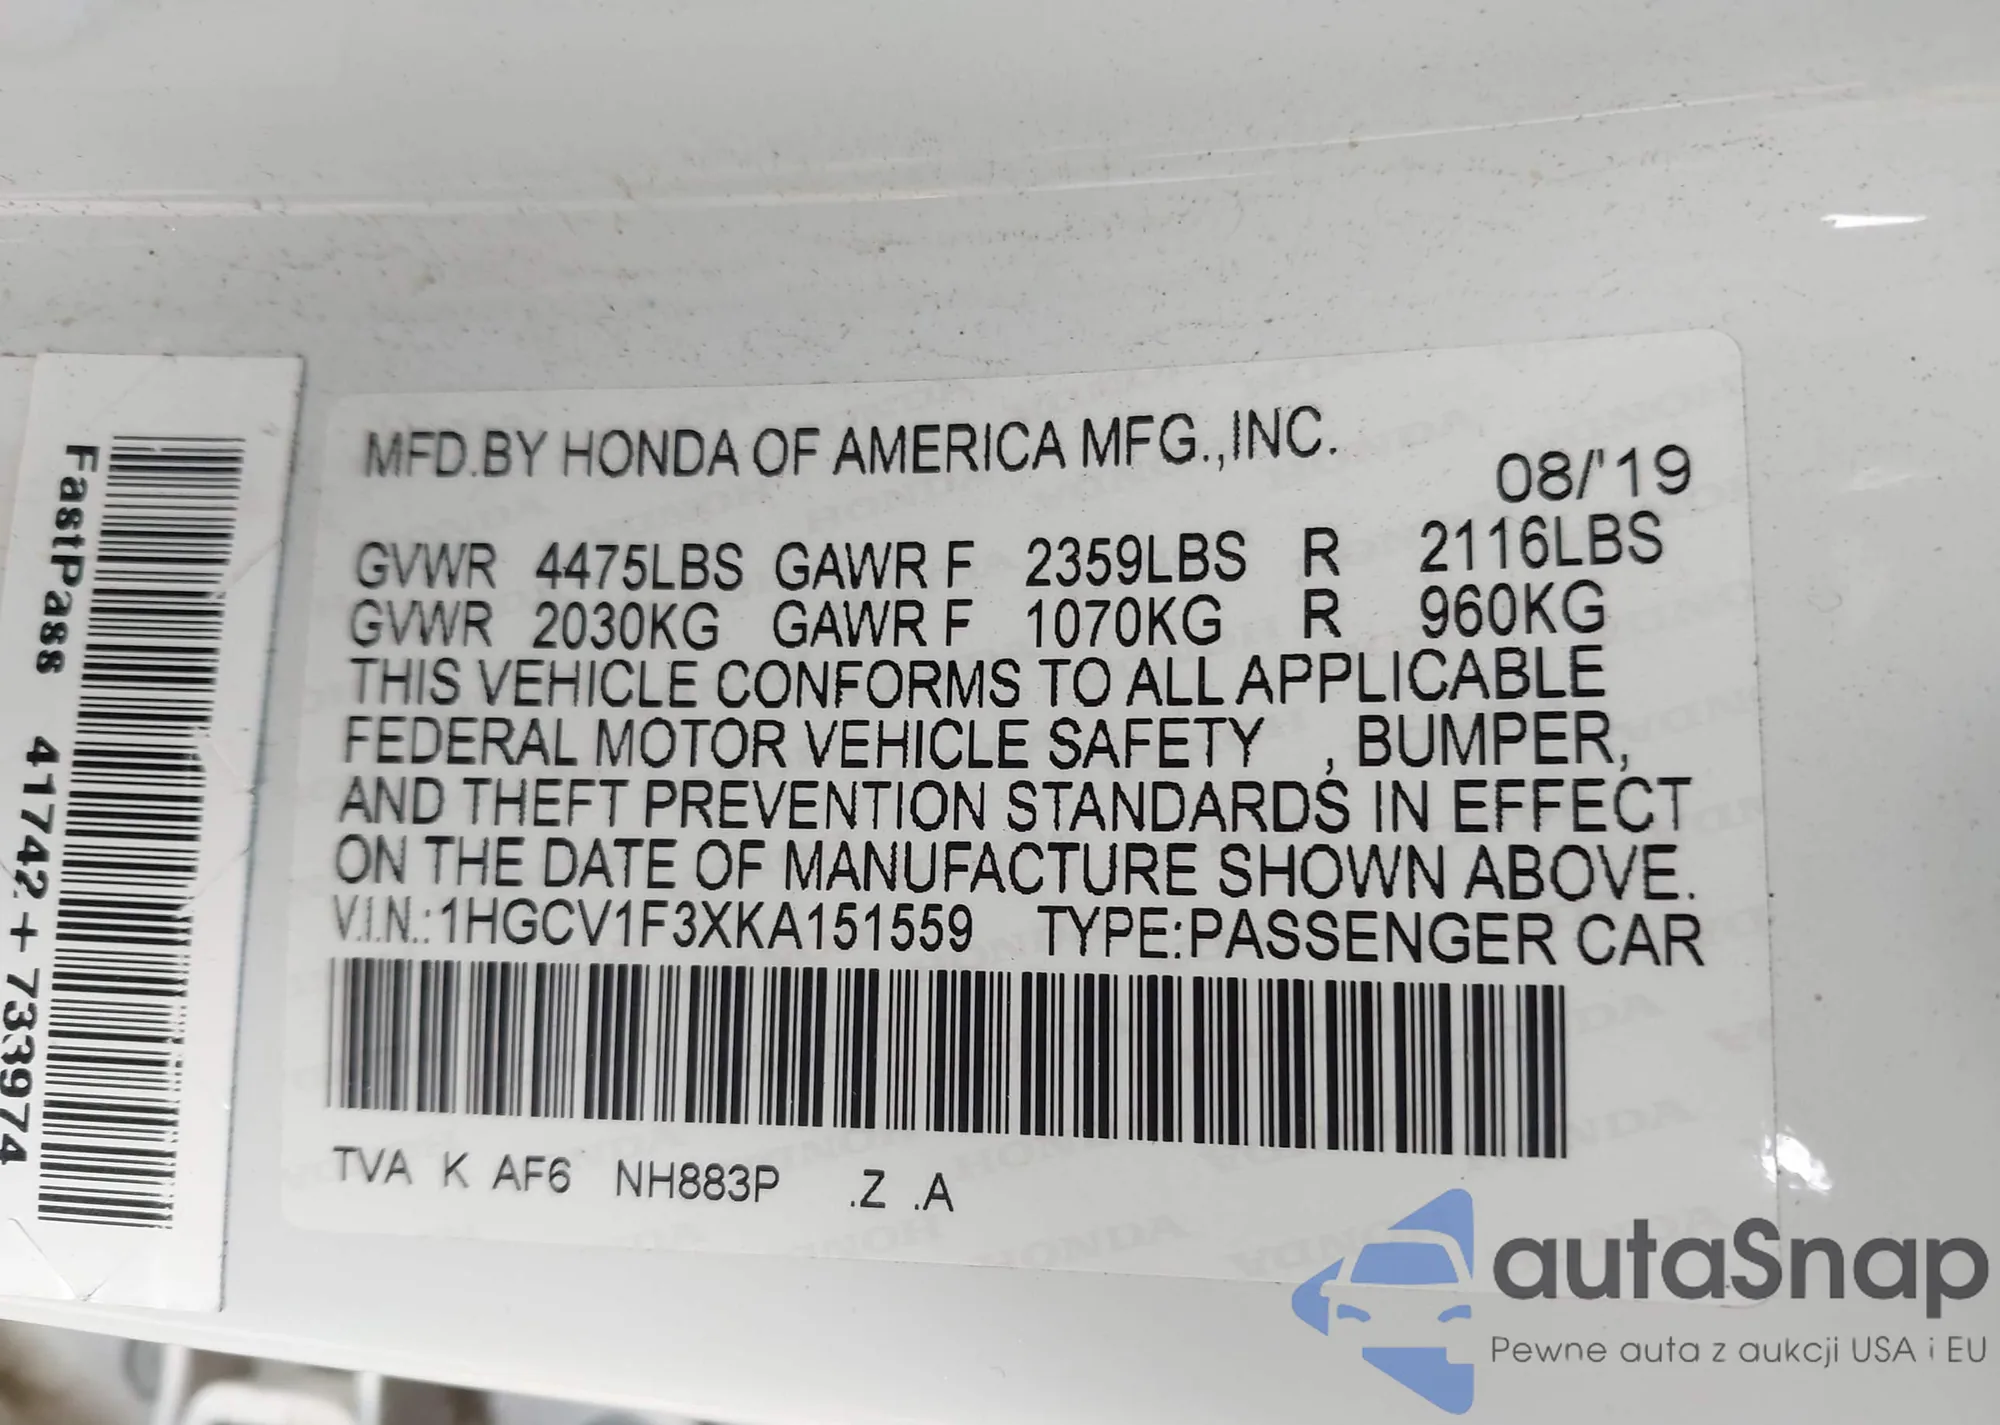 MFD.BY HONDA OF AMERICA MFG.,INC.
08/'19
GVWR 4475LBS GAWR F 2359LBS R 2116LBS
GVWR 2030KG GAWR F 1070KG R 960KG
THIS VEHICLE CONFORMS TO ALL APPLICABLE
FEDERAL MOTOR VEHICLE SAFETY , BUMPER,
AND THEFT PREVENTION STANDARDS IN EFFECT
ON THE DATE OF MANUFACTURE SHOWN ABOVE.
V.I.N.:1HGCV1F3XKA151559 TYPE:PASSENGER CAR
TVA K AF6 NH883P .Z .A
FastPass 41742+733974
autaSnap
Pewne auta z aukcji USA i EU